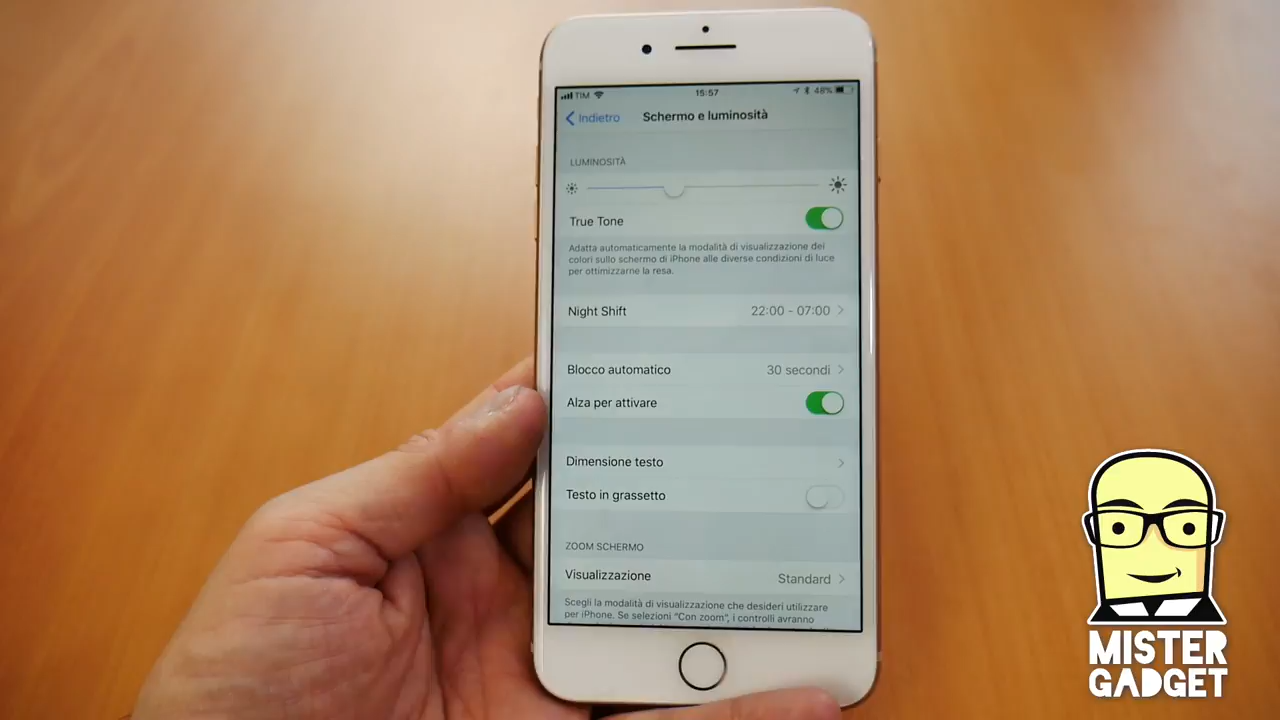 TIM 15:57 48%
Indietro Schermo e luminosità
LUMINOSITÀ
True Tone
Adatta automaticamente la modalità di visualizzazione dei
colori sullo schermo di iPhone alle diverse condizioni di luce
per ottimizzarne la resa.
Night Shift 22:00 - 07:00
Blocco automatico 30 secondi
Alza per attivare
Dimensione testo
Testo in grassetto
ZOOM SCHERMO
Visualizzazione Standard
Scegli la modalità di visualizzazione che desideri utilizzare
per iPhone. Se selezioni "Con zoom", i controlli avranno
MISTER
GADGET